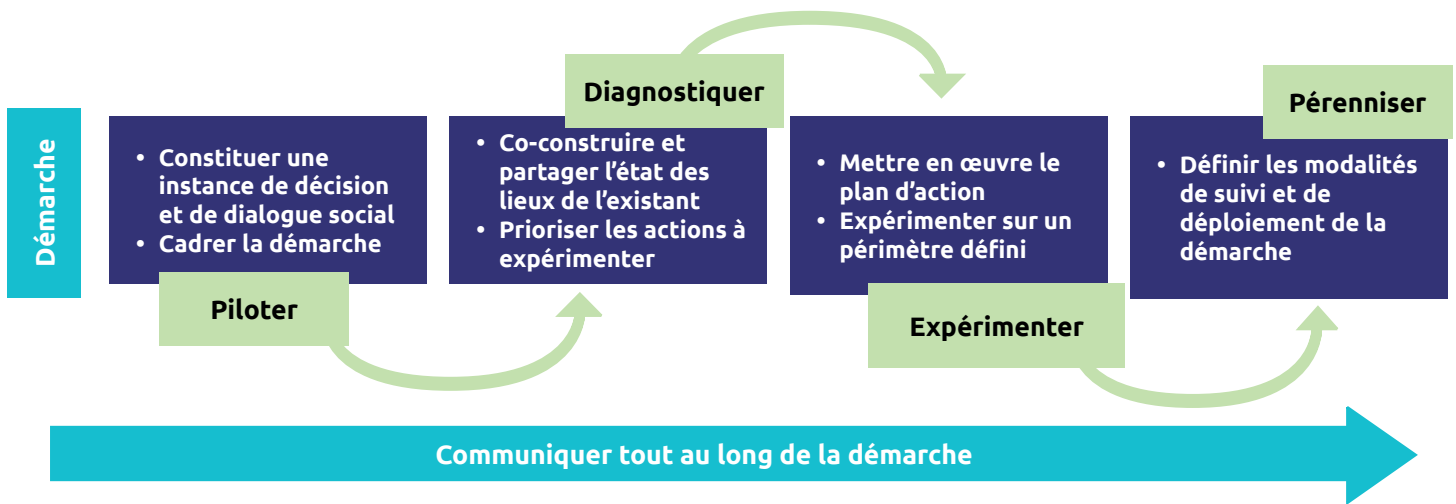 Démarche
• Constituer une
instance de décision
et de dialogue social
• Cadrer la démarche
Piloter
Diagnostiquer
• Co-construire et
partager l’état des
lieux de l’existant
• Prioriser les actions à
expérimenter
• Mettre en œuvre le
plan d’action
• Expérimenter sur un
périmètre défini
Expérimenter
Pérenniser
• Définir les modalités
de suivi et de
déploiement de la
démarche
Communiquer tout au long de la démarche